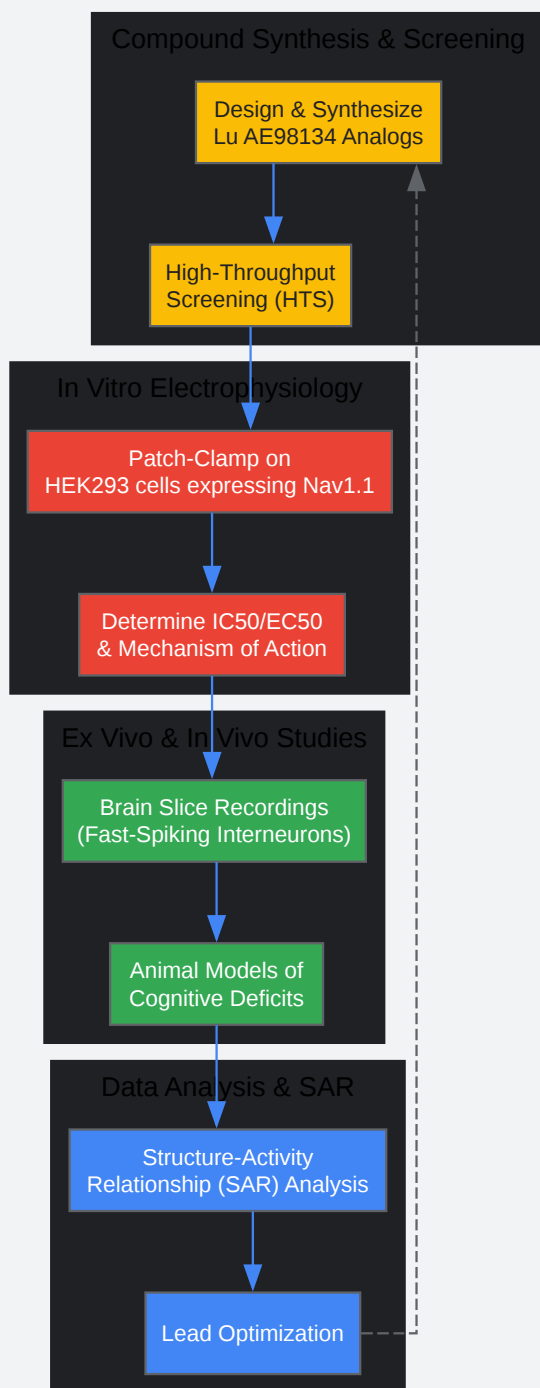 Compound Synthesis & Screening
Design & Synthesize
Lu AE98134 Analogs
High-Throughput
Screening (HTS)
In Vitro Electrophysiology
Patch-Clamp on
HEK293 cells expressing Nav1.1
Determine IC50/EC50
& Mechanism of Action
Ex Vivo & In Vivo Studies
Brain Slice Recordings
(Fast-Spiking Interneurons)
Animal Models of
Cognitive Deficits
Data Analysis & SAR
Structure-Activity
Relationship (SAR) Analysis
Lead Optimization